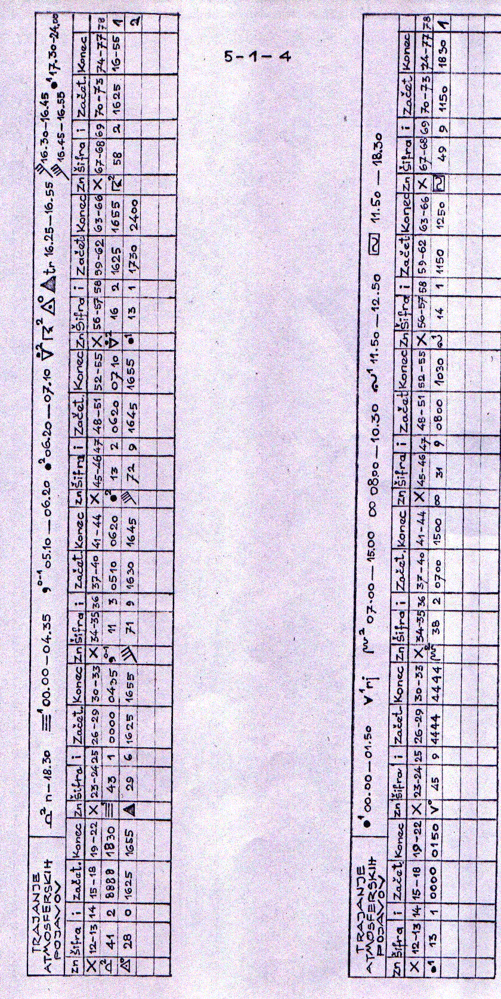 TRAJANJE
ATMOSFERSKIH
POJAVOV
⌓² n–18.30 ≡¹ 00.00–04.35 ,⁰⁻¹ 05.10–06.20 •² 06.20–07.10 tr 16.25–16.55 16.30–16.45 16.45–16.55 •¹ 17.30–24.00
zn Šifra i Začet. Konec zn Šifra i Začet. Konec Zn Šifra i Začet. Konec zn Šifra i Začet. Konec Zn Šifra i Začet. Konec Zn Šifra i Začet. Konec
X 12-13 14 15-18 19-22 X 23-24 25 26-29 30-33 X 34-35 36 37-40 41-44 X 45-46 47 48-51 52-55 X 56-57 58 59-62 63-66 X 67-68 69 70-73 74-77 78
⌓² 41 2 8888 1830 ≡¹ 43 1 0000 0435 ,⁰⁻¹ 11 3 0510 0620 •² 13 2 0620 0710 16 2 1625 1655 58 2 1625 16-55 1
28 0 1625 1655 ▲ 29 6 1625 1655 71 9 1630 1645 72 9 1645 1655 •¹ 13 1 1730 2400 2
5-1-4
TRAJANJE
ATMOSFERSKIH
POJAVOV
•¹ 00.00–01.50 V¹ nj 07.00–15.00 ∞ 08.00–10.30 ∾¹ 11.50–12.50 11.50–18.30
Zn Šifra i Začet. Konec Zn Šifra i Začet. Konec Zn Šifra i Začet. Konec zn Šifra i Začet. Konec Zn Šifra i Začet. Konec Zn Šifra i Začet. Konec
X 12-13 14 15-18 19-22 X 23-24 25 26-29 30-33 X 34-35 36 37-40 41-44 X 45-46 47 48-51 52-55 X 56-57 58 59-62 63-66 X 67-68 69 70-73 74-77 78
•¹ 13 1 0000 0150 V⁰ 45 9 4444 4444 38 2 0700 1500 ∞ 31 9 0800 1030 ∾¹ 14 1 1150 1250 49 9 1150 1830 1